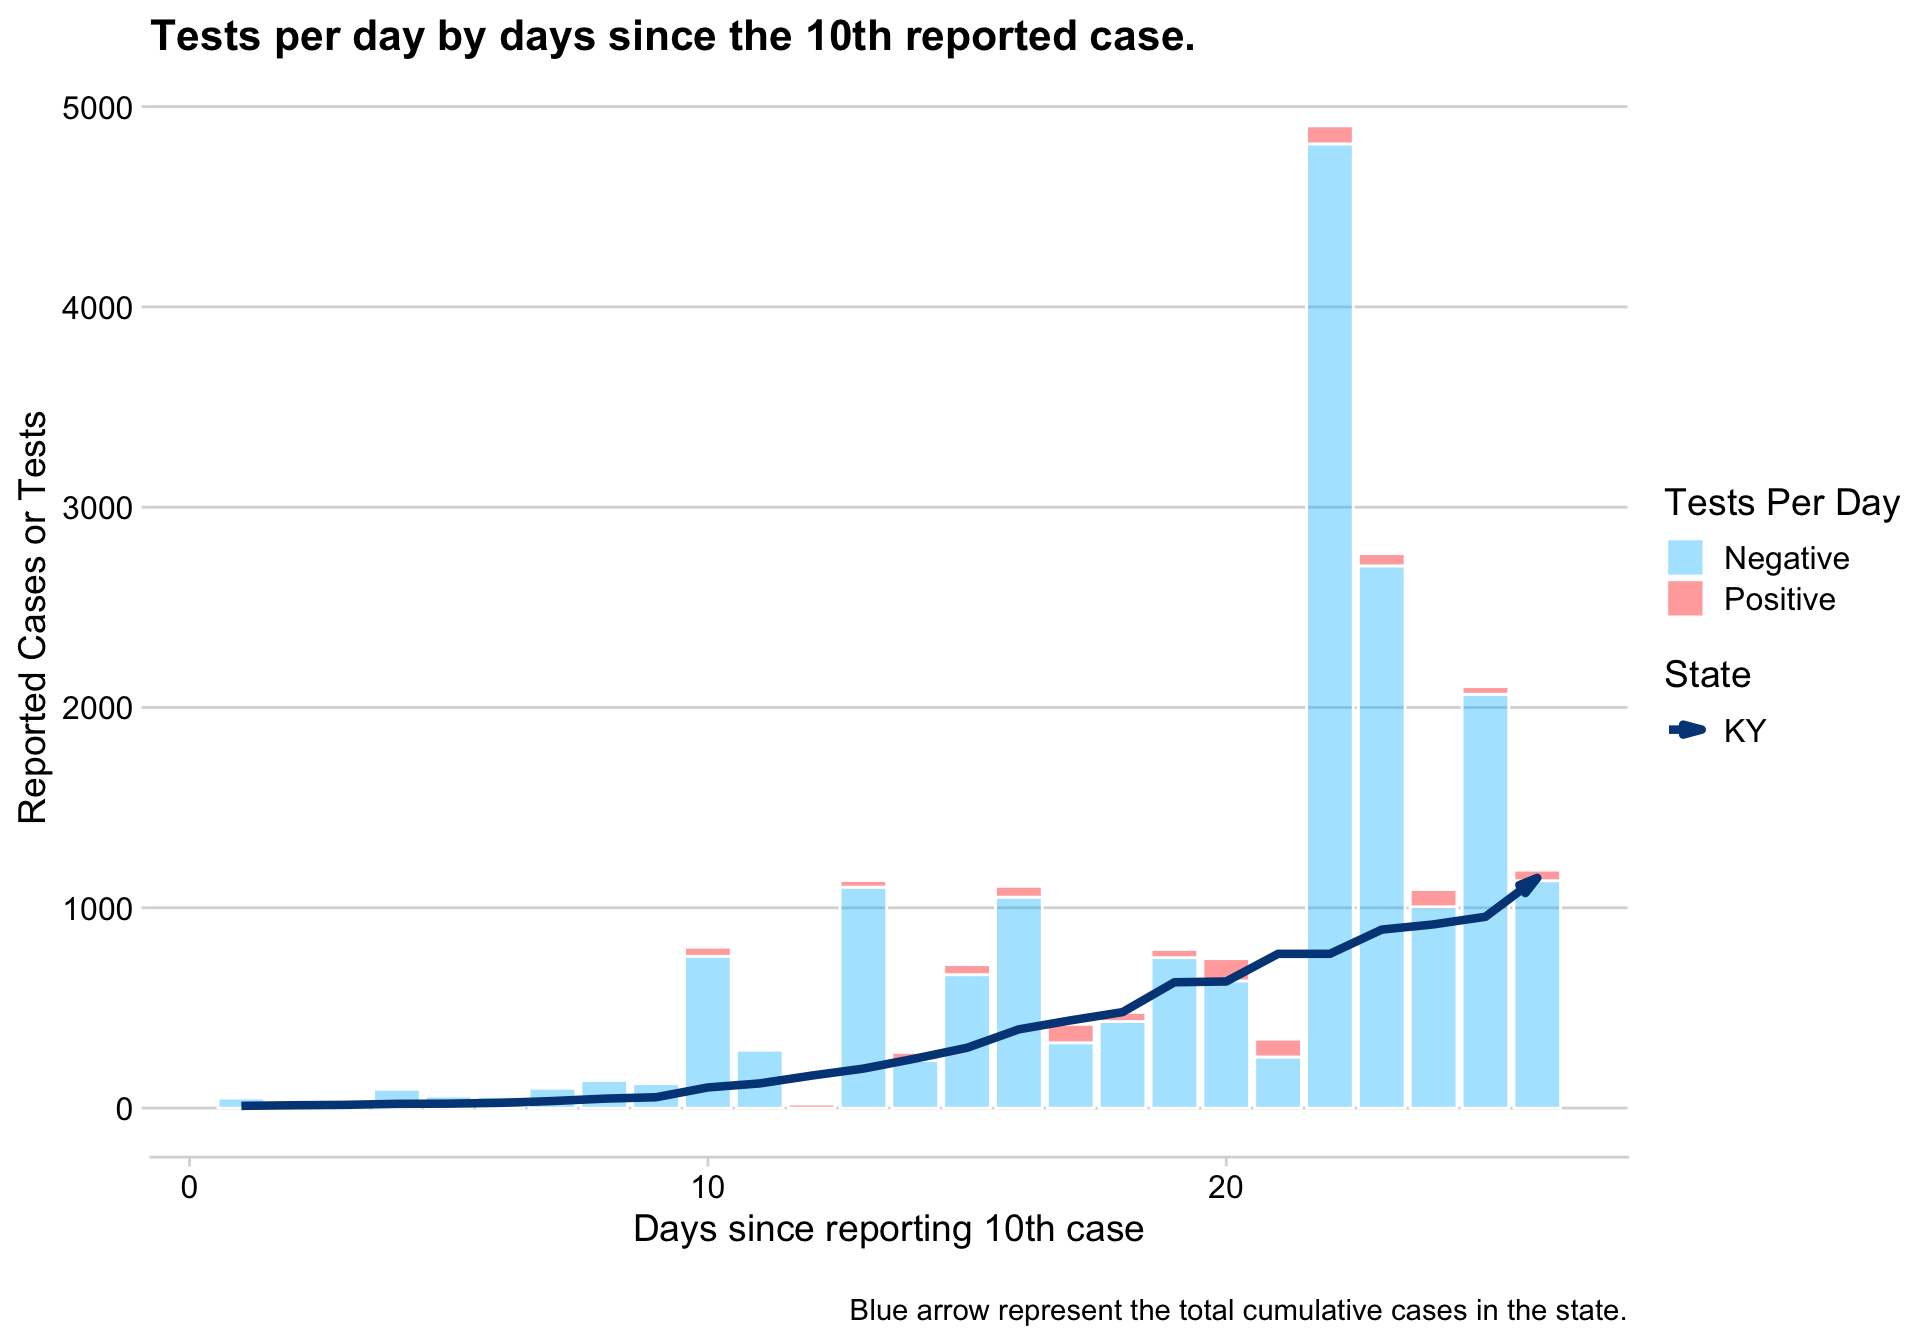 Tests per day by days since the 10th reported case.
5000
4000
3000
2000
1000
0
Reported Cases or Tests
0
10
20
Days since reporting 10th case
Tests Per Day
Negative
Positive
State
KY
Blue arrow represent the total cumulative cases in the state.